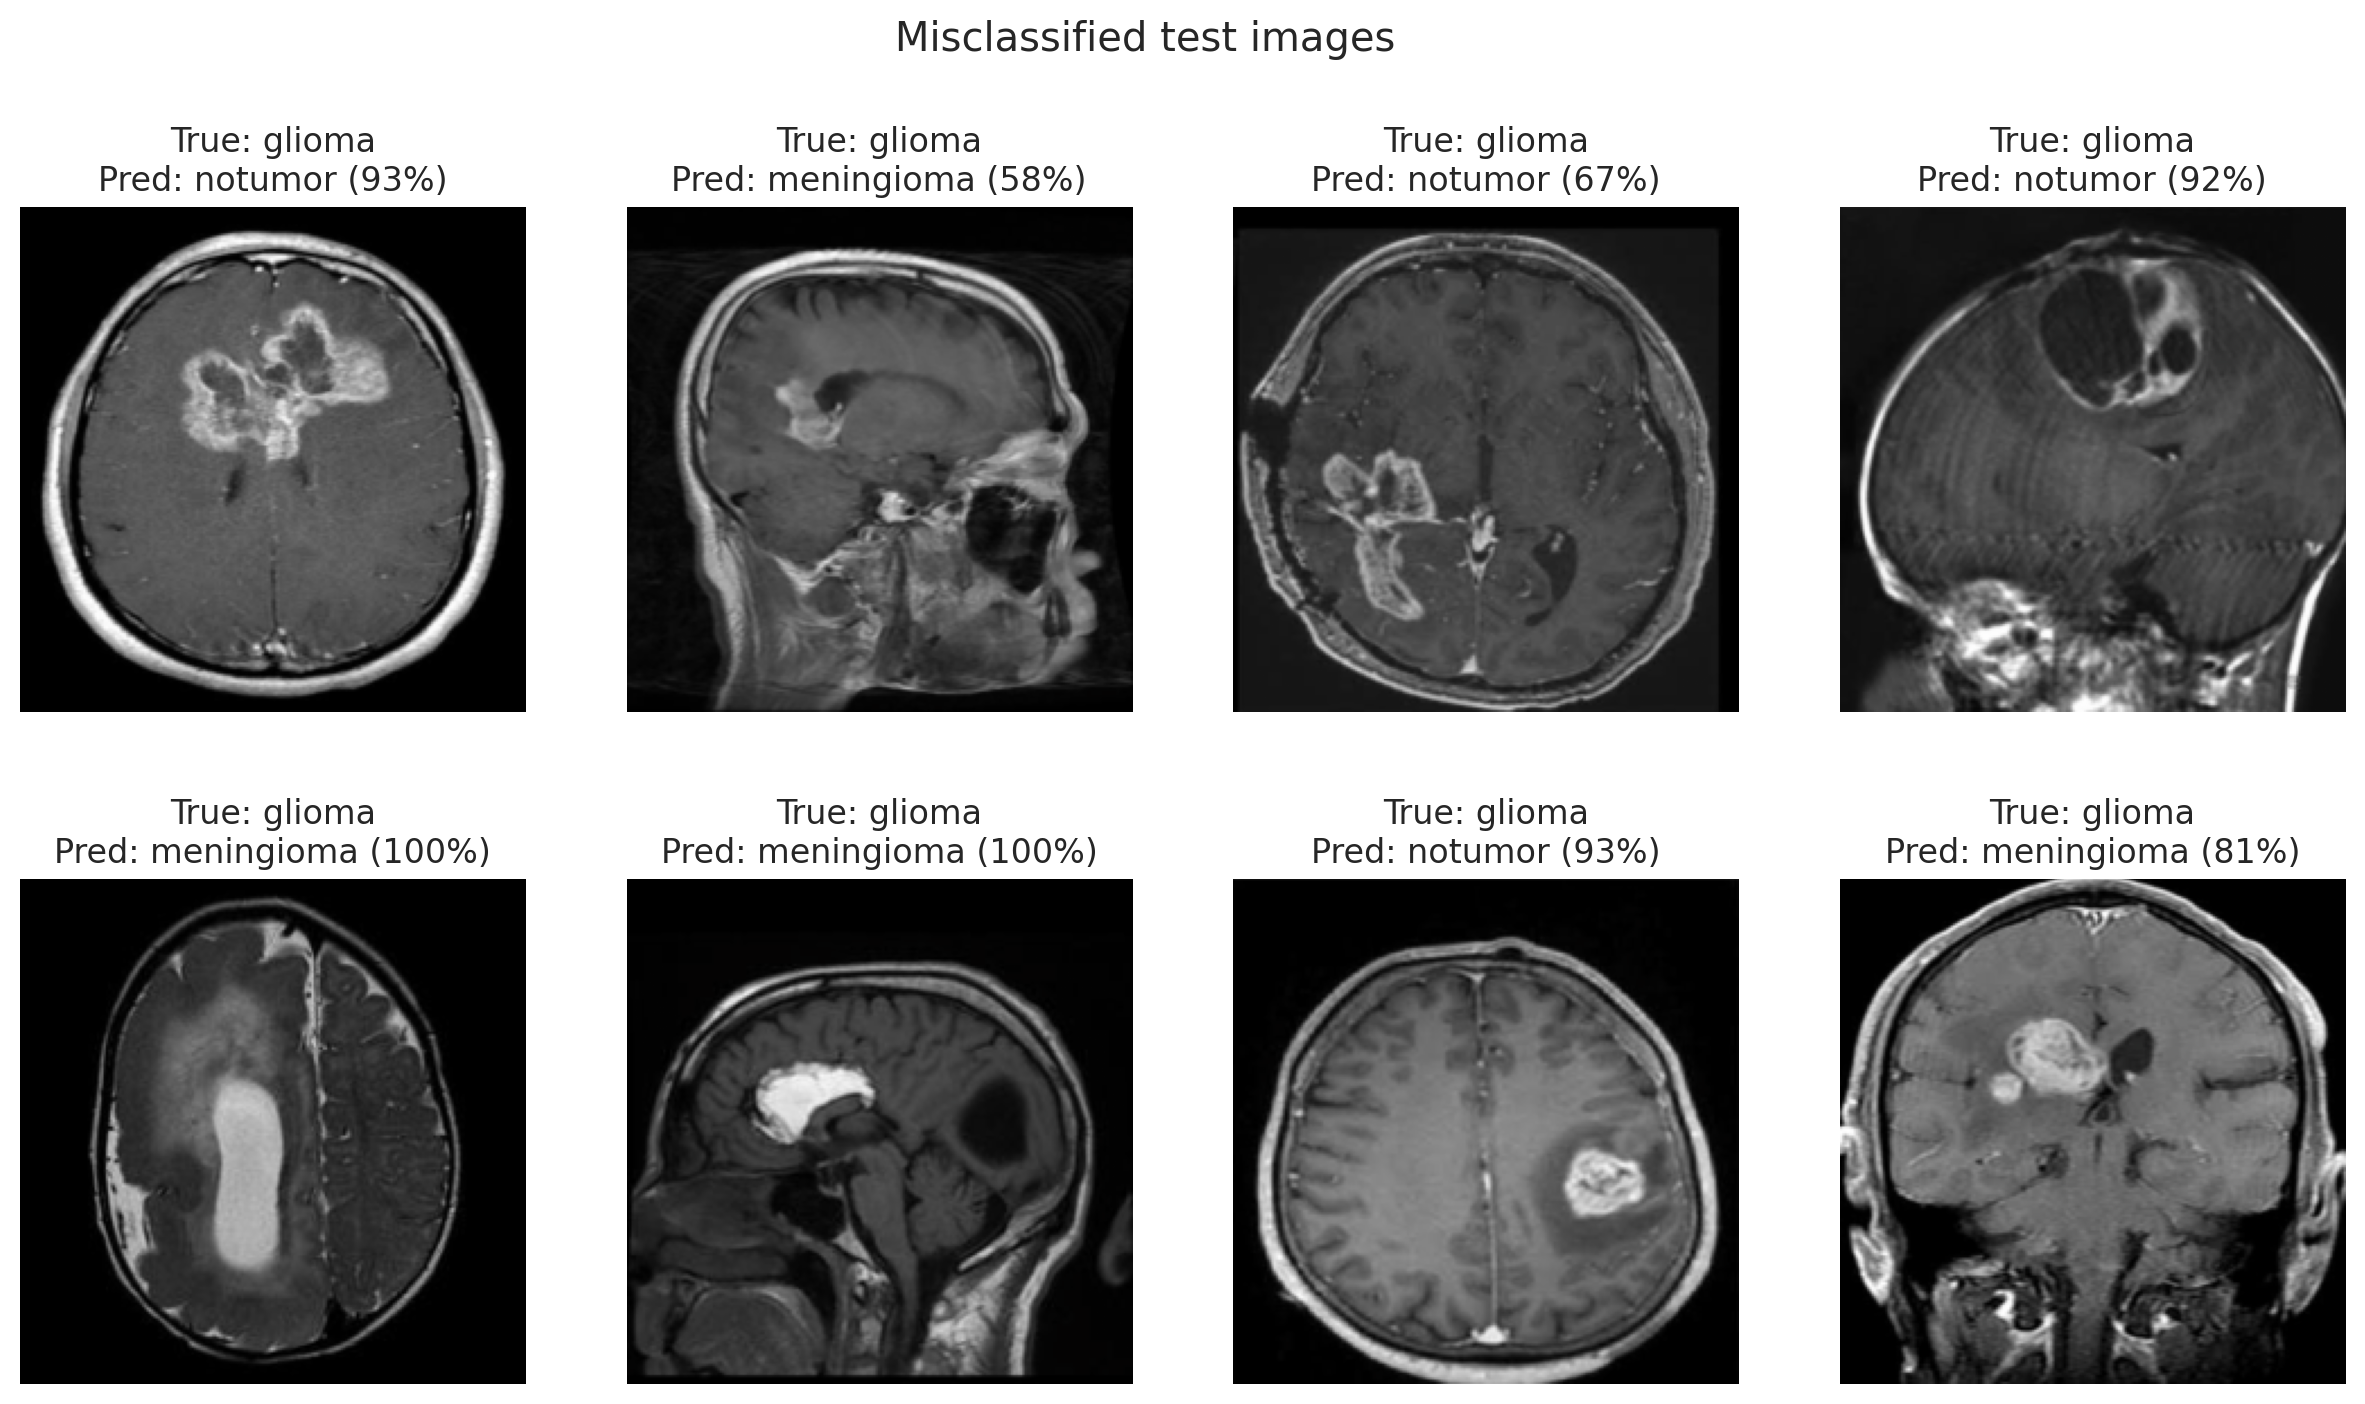 Misclassified test images
True: glioma
Pred: notumor (93%)
True: glioma
Pred: meningioma (58%)
True: glioma
Pred: notumor (67%)
True: glioma
Pred: notumor (92%)
True: glioma
Pred: meningioma (100%)
True: glioma
Pred: meningioma (100%)
True: glioma
Pred: notumor (93%)
True: glioma
Pred: meningioma (81%)